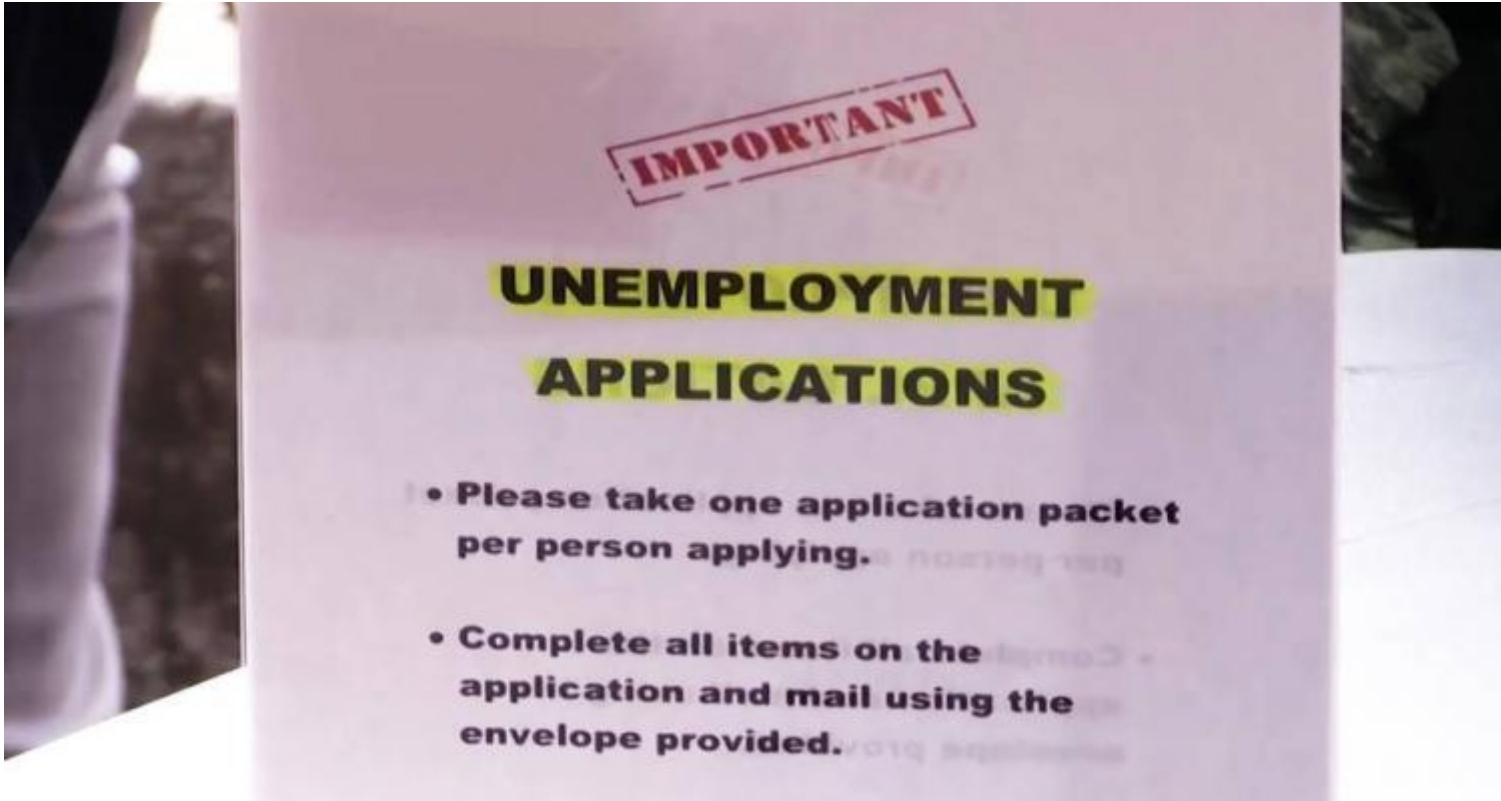 IMPORTANT
UNEMPLOYMENT
APPLICATIONS
• Please take one application packet
per person applying.
• Complete all items on the
application and mail using the
envelope provided.